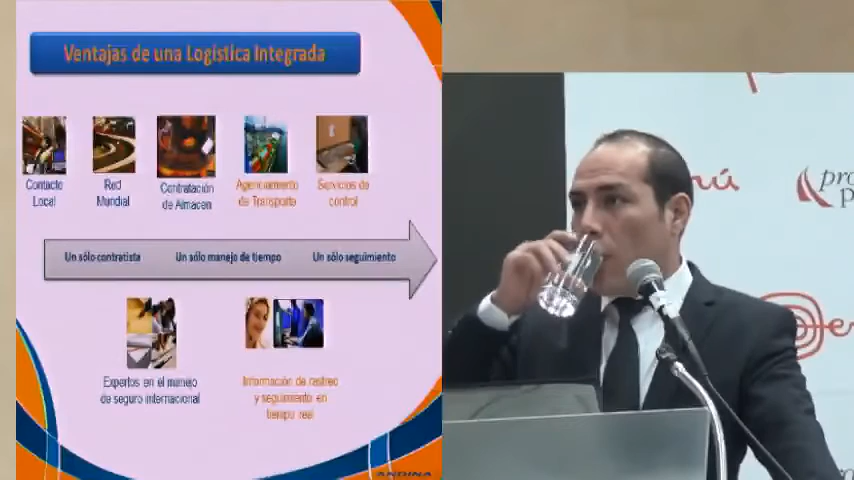 Ventajas de una Logística Integrada
Contacto
Local
Red
Mundial
Contratación
de Almacen
Agenciamiento
de Transporte
Servicios de
control
Un sólo contratista
Un sólo manejo de tiempo
Un sólo seguimiento
Expertos en el manejo
de seguro internacional
Información de rastreo
y seguimiento en
tiempo real
ANDINA
rú
pro
p
Per